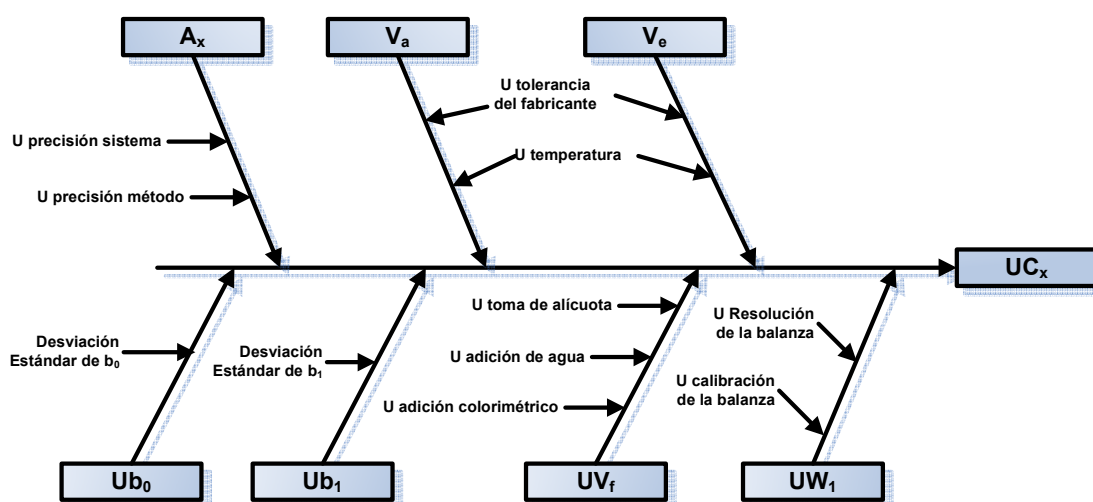 Aₓ
Vₐ
Vₑ
U tolerancia
del fabricante
U precisión sistema
U temperatura
U precisión método
UCₓ
U toma de alícuota
U Resolución
de la balanza
Desviación
Estándar de b₀
Desviación
Estándar de b₁
U adición de agua
U calibración
de la balanza
U adición colorimétrico
Ub₀
Ub₁
UV_f
UW₁